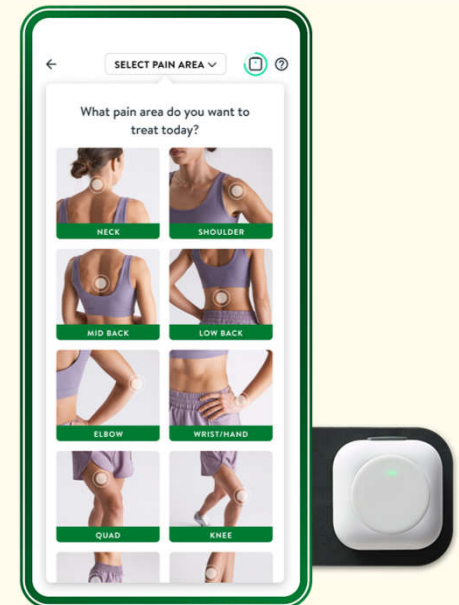 SELECT PAIN AREA
What pain area do you want to
treat today?
NECK
SHOULDER
MID BACK
LOW BACK
ELBOW
WRIST/HAND
QUAD
KNEE